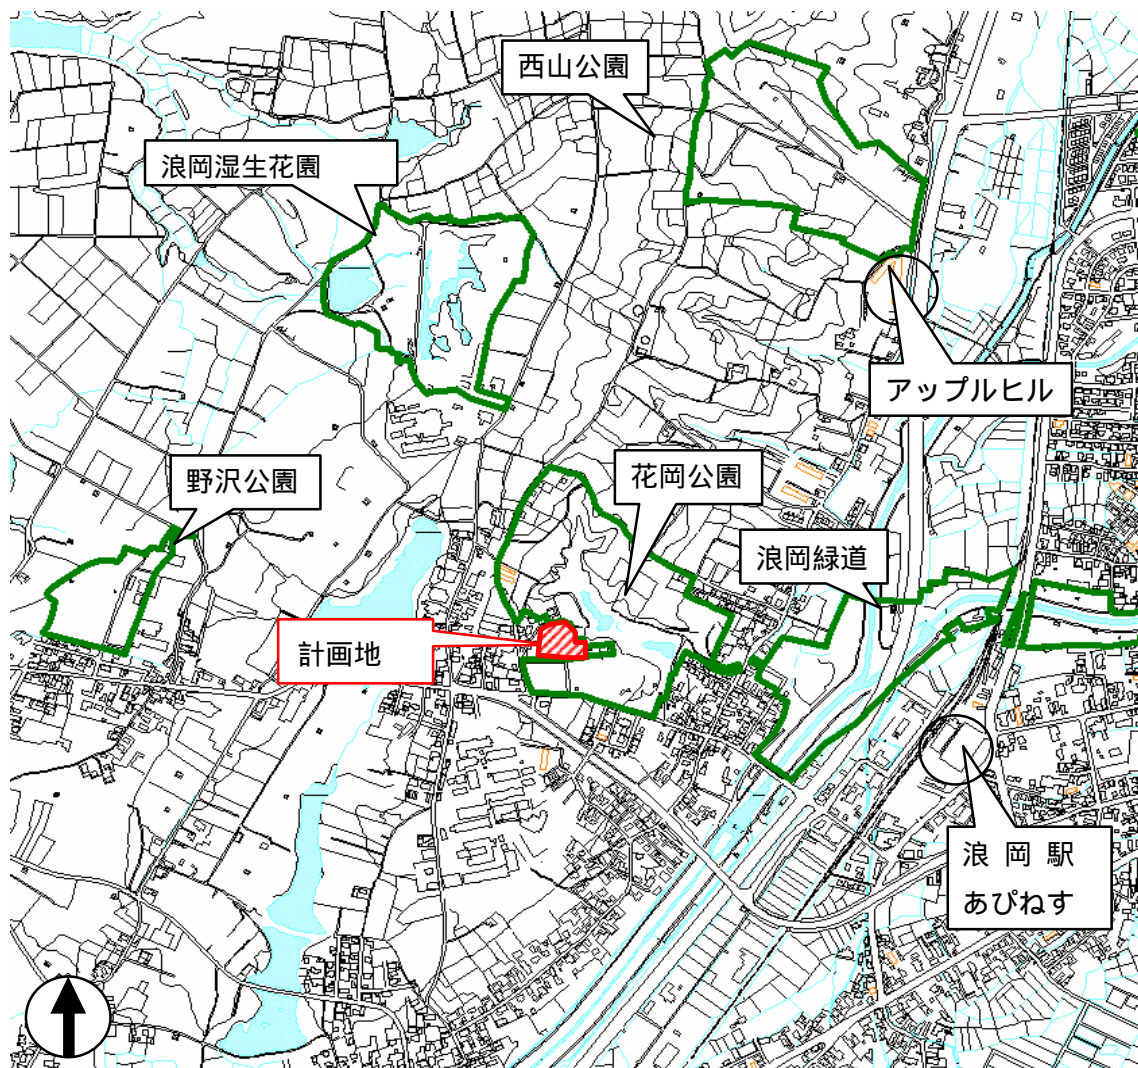 西山公園
浪岡湿生花園
アップルヒル
野沢公園
花岡公園
浪岡緑道
計画地
浪岡駅
あぴねす